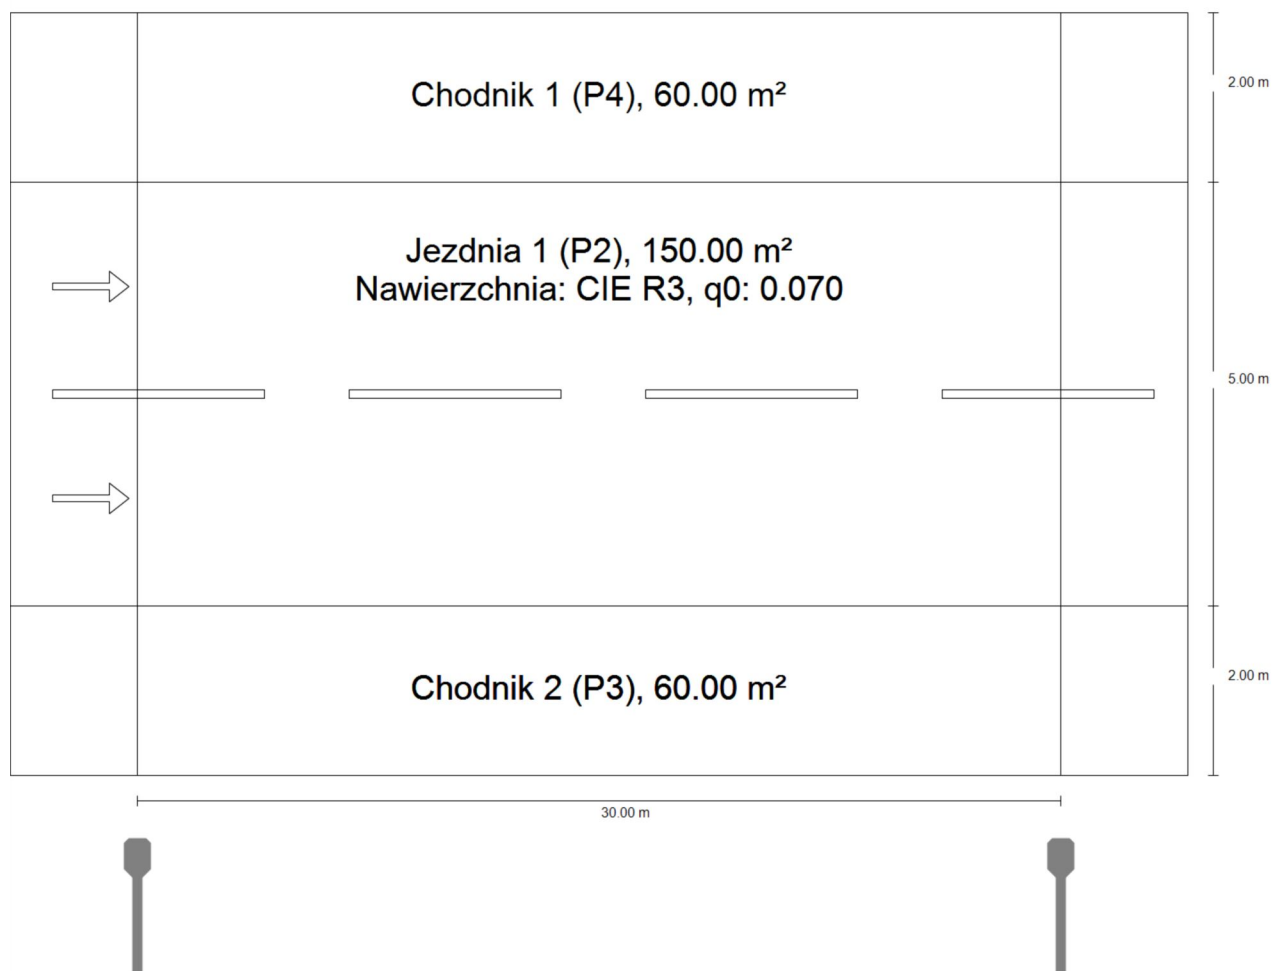 Chodnik 1 (P4), 60.00 m²
2.00 m
Jezdnia 1 (P2), 150.00 m²
Nawierzchnia: CIE R3, q0: 0.070
5.00 m
Chodnik 2 (P3), 60.00 m²
2.00 m
30.00 m